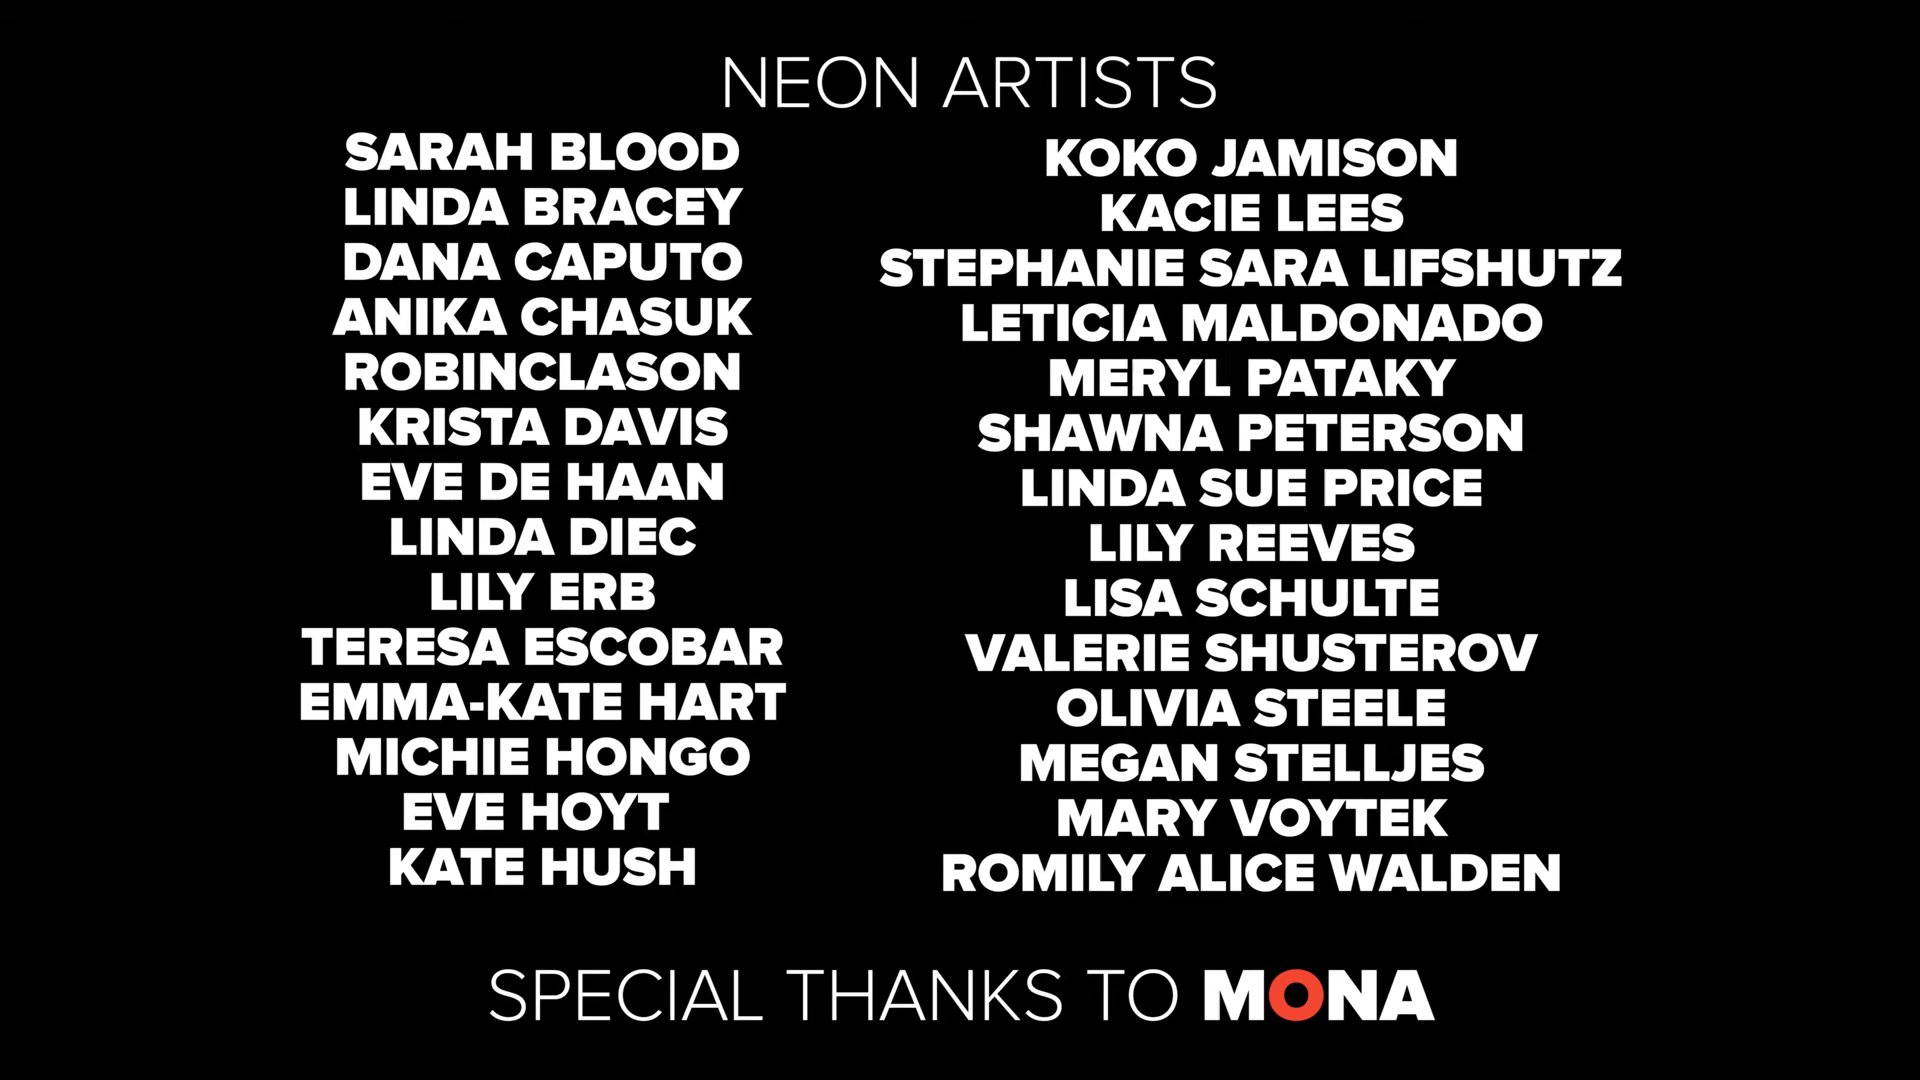 NEON ARTISTS
SARAH BLOOD
LINDA BRACEY
DANA CAPUTO
ANIKA CHASUK
ROBINCLASON
KRISTA DAVIS
EVE DE HAAN
LINDA DIEC
LILY ERB
TERESA ESCOBAR
EMMA-KATE HART
MICHIE HONGO
EVE HOYT
KATE HUSH
KOKO JAMISON
KACIE LEES
STEPHANIE SARA LIFSHUTZ
LETICIA MALDONADO
MERYL PATAKY
SHAWNA PETERSON
LINDA SUE PRICE
LILY REEVES
LISA SCHULTE
VALERIE SHUSTEROV
OLIVIA STEELE
MEGAN STELLJES
MARY VOYTEK
ROMILY ALICE WALDEN
SPECIAL THANKS TO MONA